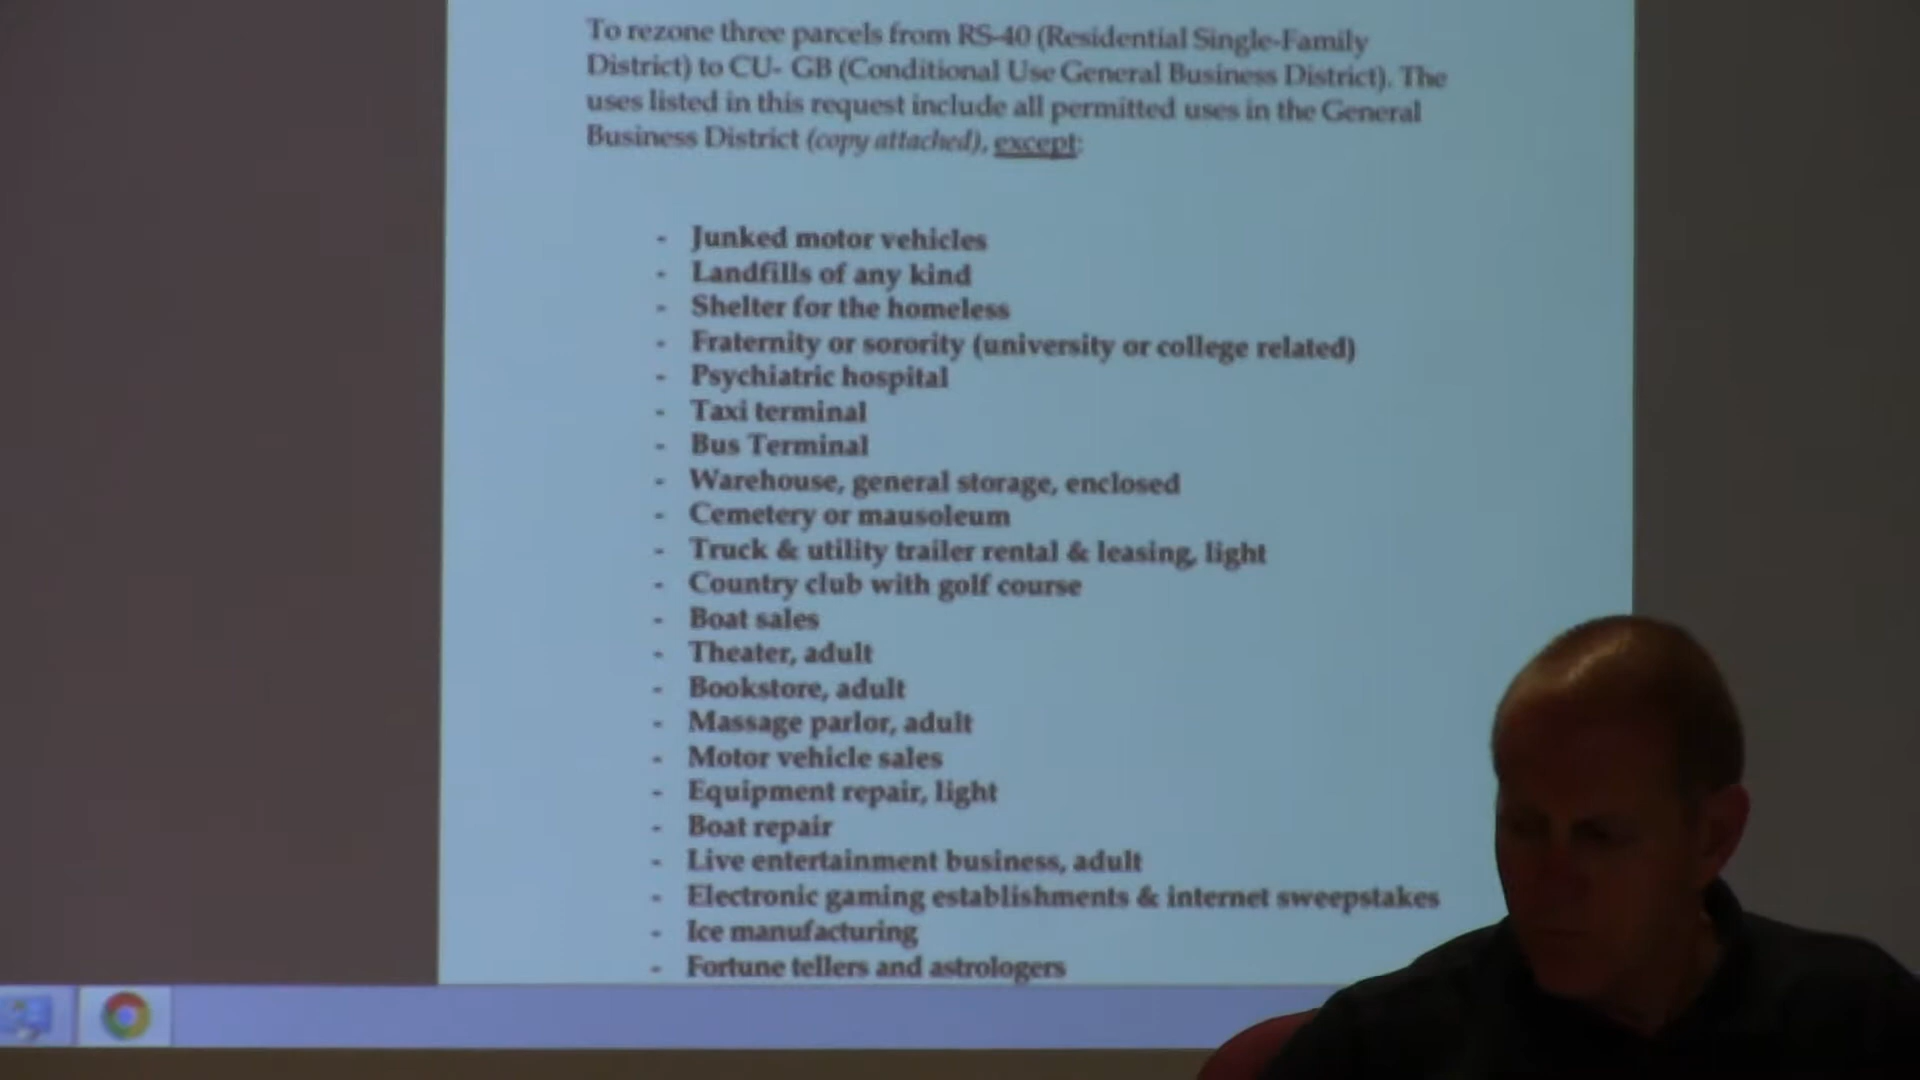 To rezone three parcels from RS-40 (Residential Single-Family
District) to CU- GB (Conditional Use General Business District). The
uses listed in this request include all permitted uses in the General
Business District (copy attached), except:
- Junked motor vehicles
- Landfills of any kind
- Shelter for the homeless
- Fraternity or sorority (university or college related)
- Psychiatric hospital
- Taxi terminal
- Bus Terminal
- Warehouse, general storage, enclosed
- Cemetery or mausoleum
- Truck & utility trailer rental & leasing, light
- Country club with golf course
- Boat sales
- Theater, adult
- Bookstore, adult
- Massage parlor, adult
- Motor vehicle sales
- Equipment repair, light
- Boat repair
- Live entertainment business, adult
- Electronic gaming establishments & internet sweepstakes
- Ice manufacturing
- Fortune tellers and astrologers